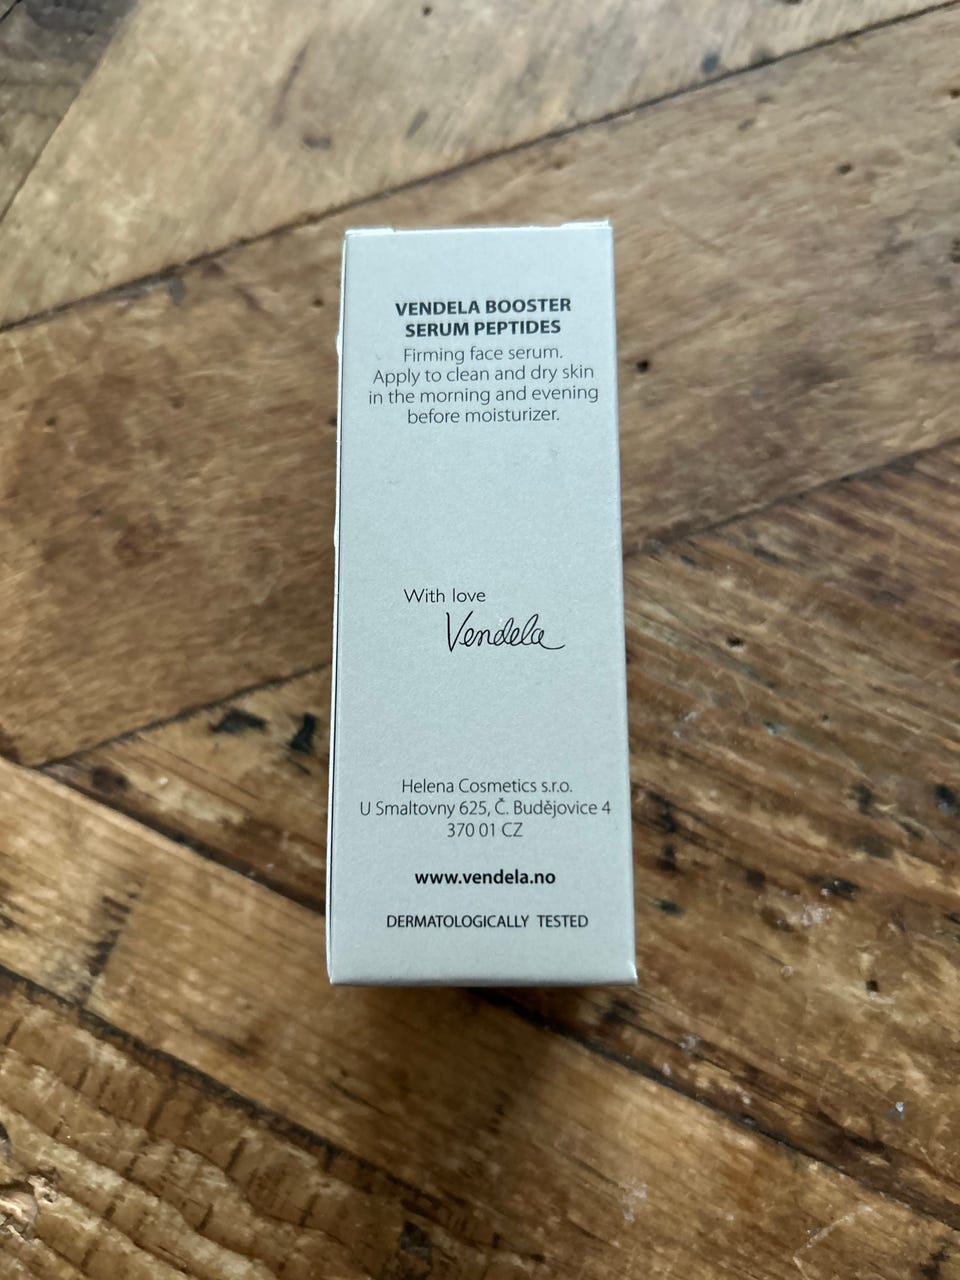 VENDELA BOOSTER
SERUM PEPTIDES
Firming face serum.
Apply to clean and dry skin
in the morning and evening
before moisturizer.
With love
Vendela
Helena Cosmetics s.r.o.
U Smaltovny 625, Č. Budějovice 4
370 01 CZ
www.vendela.no
DERMATOLOGICALLY TESTED